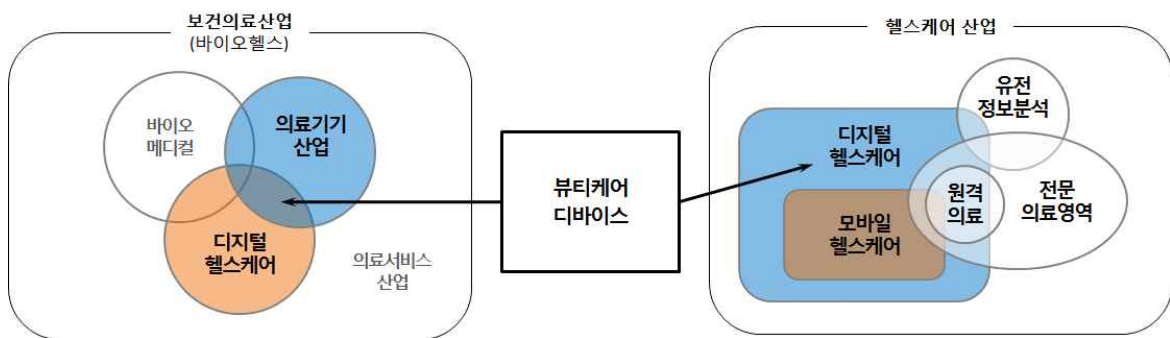 보건의료산업
(바이오헬스)
바이오
메디컬
의료기기
산업
디지털
헬스케어
의료서비스
산업
뷰티케어
디바이스
헬스케어 산업
유전
정보분석
디지털
헬스케어
원격
의료
전문
의료영역
모바일
헬스케어